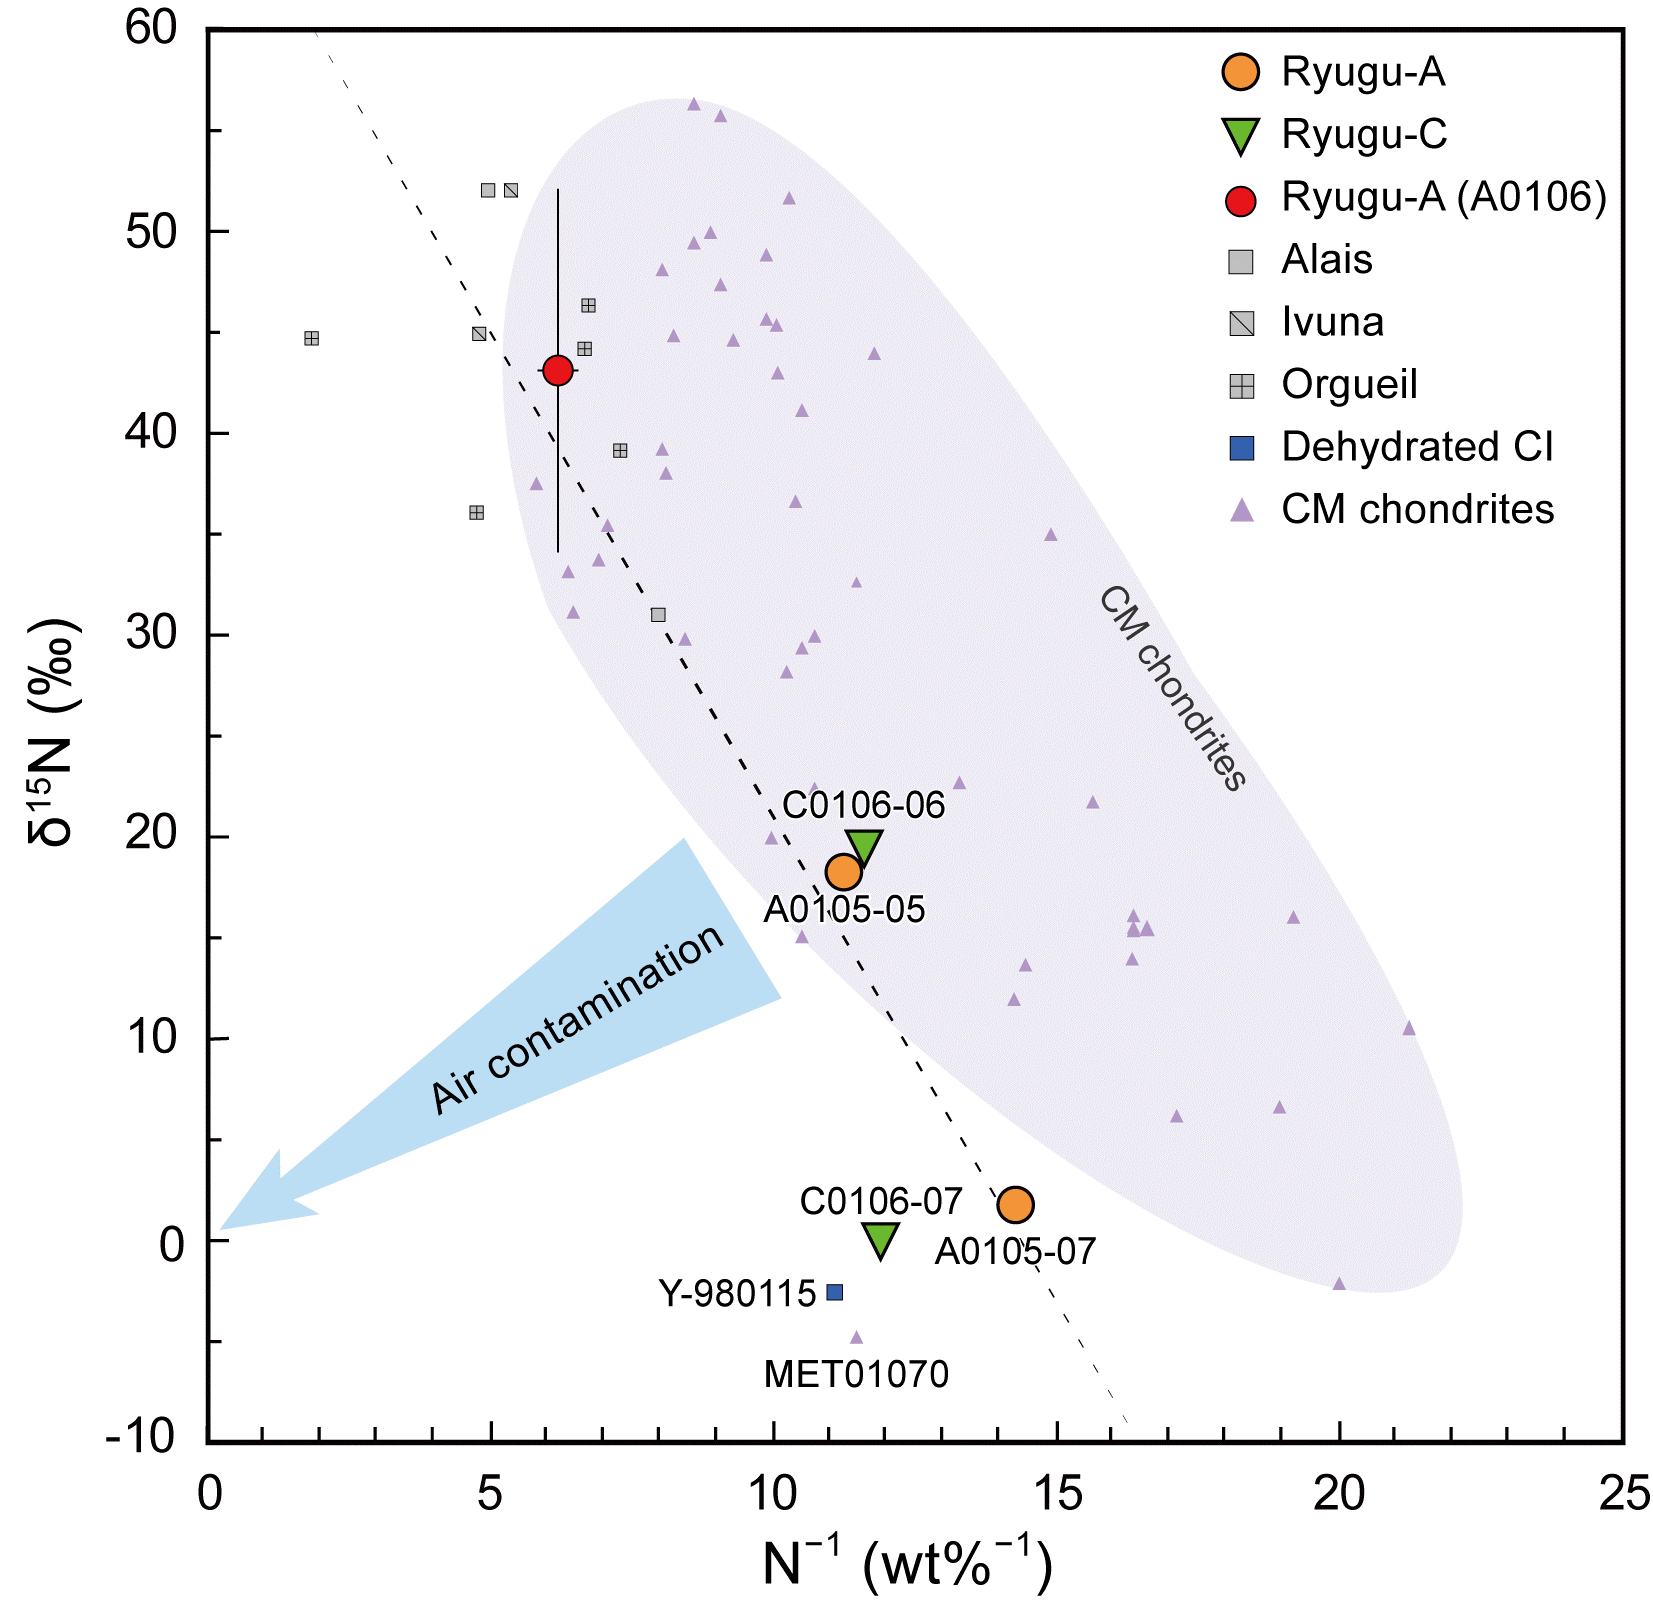 60
50
40
30
20
10
0
-10
δ¹⁵N (‰)
Ryugu-A
Ryugu-C
Ryugu-A (A0106)
Alais
Ivuna
Orgueil
Dehydrated CI
CM chondrites
CM chondrites
C0106-06
A0105-05
Air contamination
C0106-07
A0105-07
Y-980115
MET01070
0 5 10 15 20 25
N⁻¹ (wt%⁻¹)